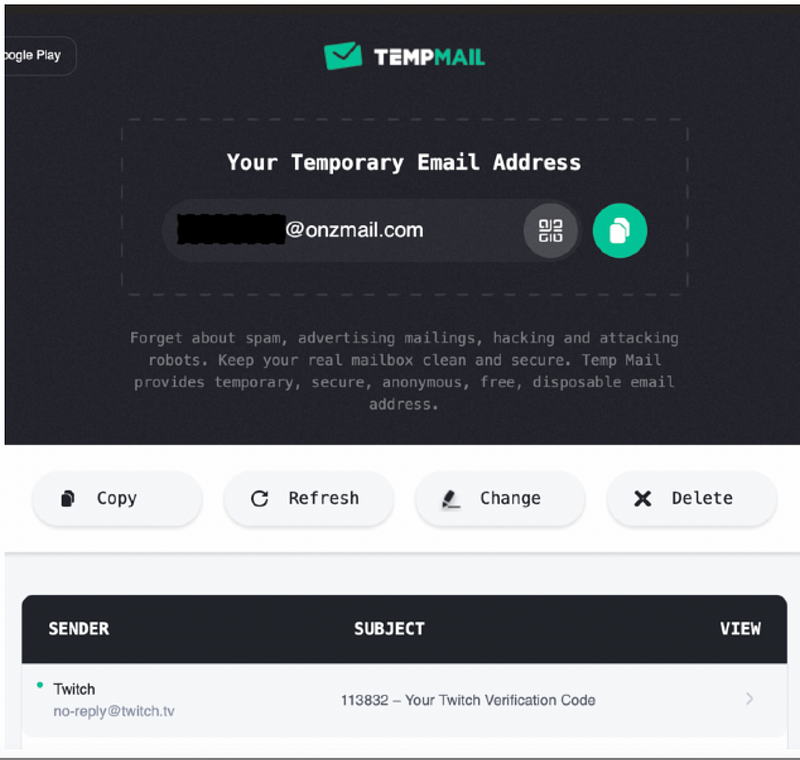 oogle Play
TEMPMAIL
Your Temporary Email Address
@onzmail.com
Forget about spam, advertising mailings, hacking and attacking
robots. Keep your real mailbox clean and secure. Temp Mail
provides temporary, secure, anonymous, free, disposable email
address.
Copy
Refresh
Change
Delete
SENDER
SUBJECT
VIEW
Twitch
no-reply@twitch.tv
113832 – Your Twitch Verification Code